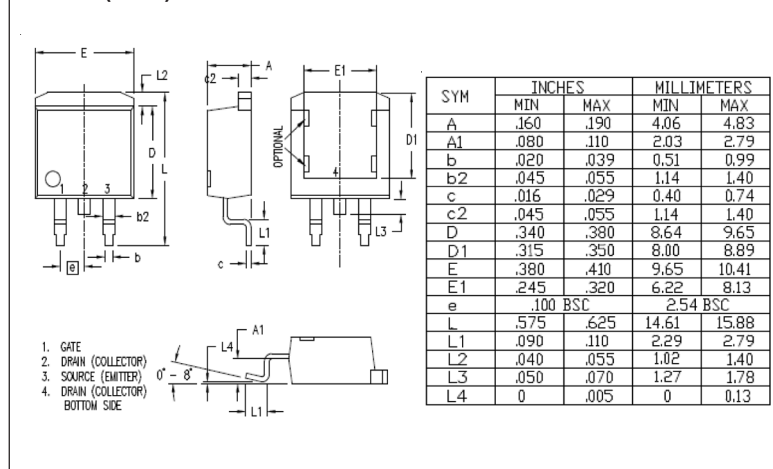 E
L2
D
L
1 2 3
b2
b
e
A
c2
L1
c
E1
OPTIONAL
D1
4
L3
1. GATE
2. DRAIN (COLLECTOR)
3. SOURCE (EMITTER)
4. DRAIN (COLLECTOR)
BOTTOM SIDE
A1
L4
0° - 8°
L1
SYM INCHES MILLIMETERS
MIN MAX MIN MAX
A .160 .190 4.06 4.83
A1 .080 .110 2.03 2.79
b .020 .039 0.51 0.99
b2 .045 .055 1.14 1.40
c .016 .029 0.40 0.74
c2 .045 .055 1.14 1.40
D .340 .380 8.64 9.65
D1 .315 .350 8.00 8.89
E .380 .410 9.65 10.41
E1 .245 .320 6.22 8.13
e .100 BSC 2.54 BSC
L .575 .625 14.61 15.88
L1 .090 .110 2.29 2.79
L2 .040 .055 1.02 1.40
L3 .050 .070 1.27 1.78
L4 0 .005 0 0.13